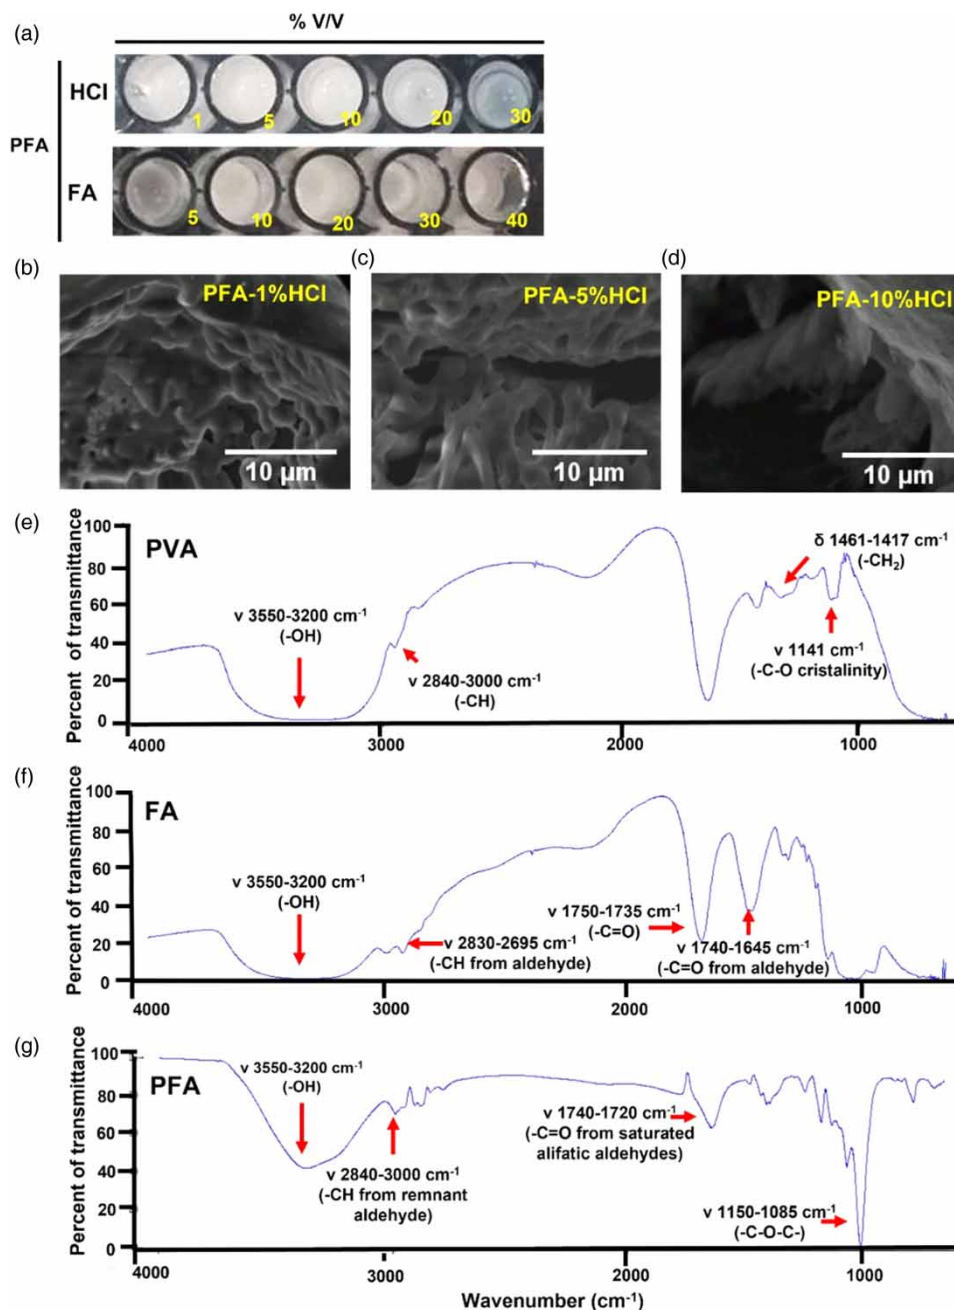 (a)
% V/V
PFA
HCl
1 5 10 20 30
FA
5 10 20 30 40
(b) (c) (d)
PFA-1%HCl PFA-5%HCl PFA-10%HCl
10 µm 10 µm 10 µm
(e)
Percent of transmittance
100
80
60
40
20
0
PVA
ν 3550-3200 cm⁻¹
(-OH)
ν 2840-3000 cm⁻¹
(-CH)
δ 1461-1417 cm⁻¹
(-CH₂)
ν 1141 cm⁻¹
(-C-O cristalinity)
4000 3000 2000 1000
(f)
Percent of transmittance
100
80
60
40
20
0
FA
ν 3550-3200 cm⁻¹
(-OH)
ν 2830-2695 cm⁻¹
(-CH from aldehyde)
ν 1750-1735 cm⁻¹
(-C=O)
ν 1740-1645 cm⁻¹
(-C=O from aldehyde)
4000 3000 2000 1000
(g)
Percent of transmittance
100
80
60
40
20
0
PFA
ν 3550-3200 cm⁻¹
(-OH)
ν 2840-3000 cm⁻¹
(-CH from remnant
aldehyde)
ν 1740-1720 cm⁻¹
(-C=O from saturated
alifatic aldehydes)
ν 1150-1085 cm⁻¹
(-C-O-C-)
4000 3000 2000 1000
Wavenumber (cm⁻¹)